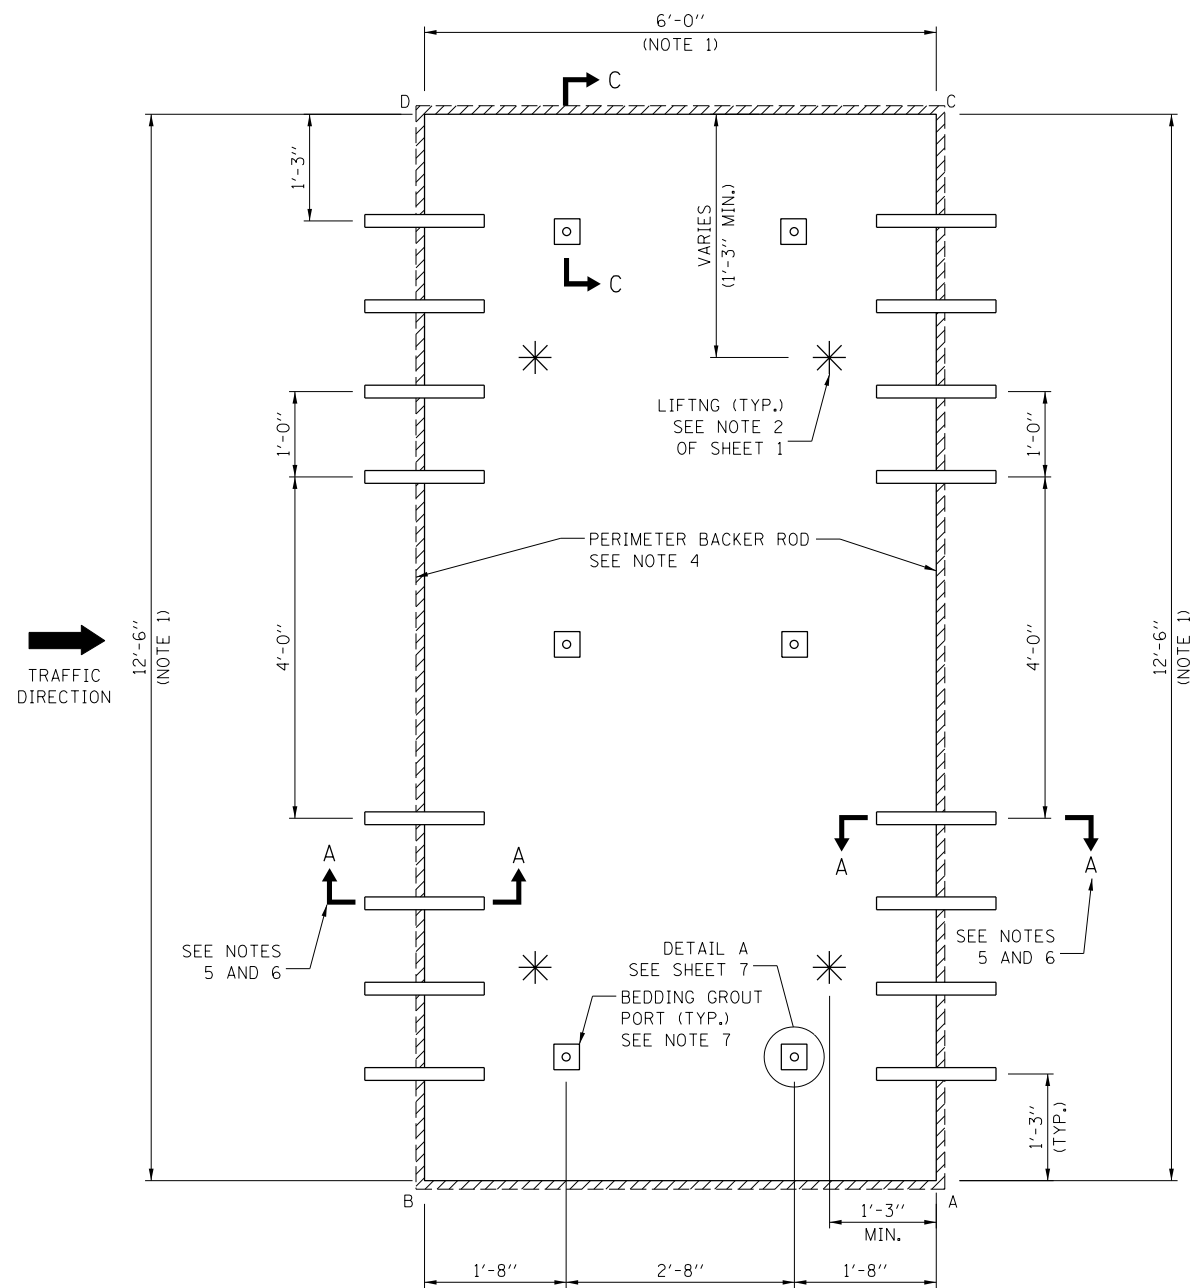 6'-0"
(NOTE 1)
C
D
C
1'-3"
VARIES
(1'-3" MIN.)
C
LIFTNG (TYP.)
SEE NOTE 2
OF SHEET 1
1'-0"
1'-0"
PERIMETER BACKER ROD
SEE NOTE 4
TRAFFIC
DIRECTION
12'-6"
(NOTE 1)
4'-0"
4'-0"
12'-6"
(NOTE 1)
A
A
A
A
SEE NOTES
5 AND 6
DETAIL A
SEE SHEET 7
SEE NOTES
5 AND 6
BEDDING GROUT
PORT (TYP.)
SEE NOTE 7
1'-3"
(TYP.)
B
A
1'-3"
MIN.
1'-8"
2'-8"
1'-8"